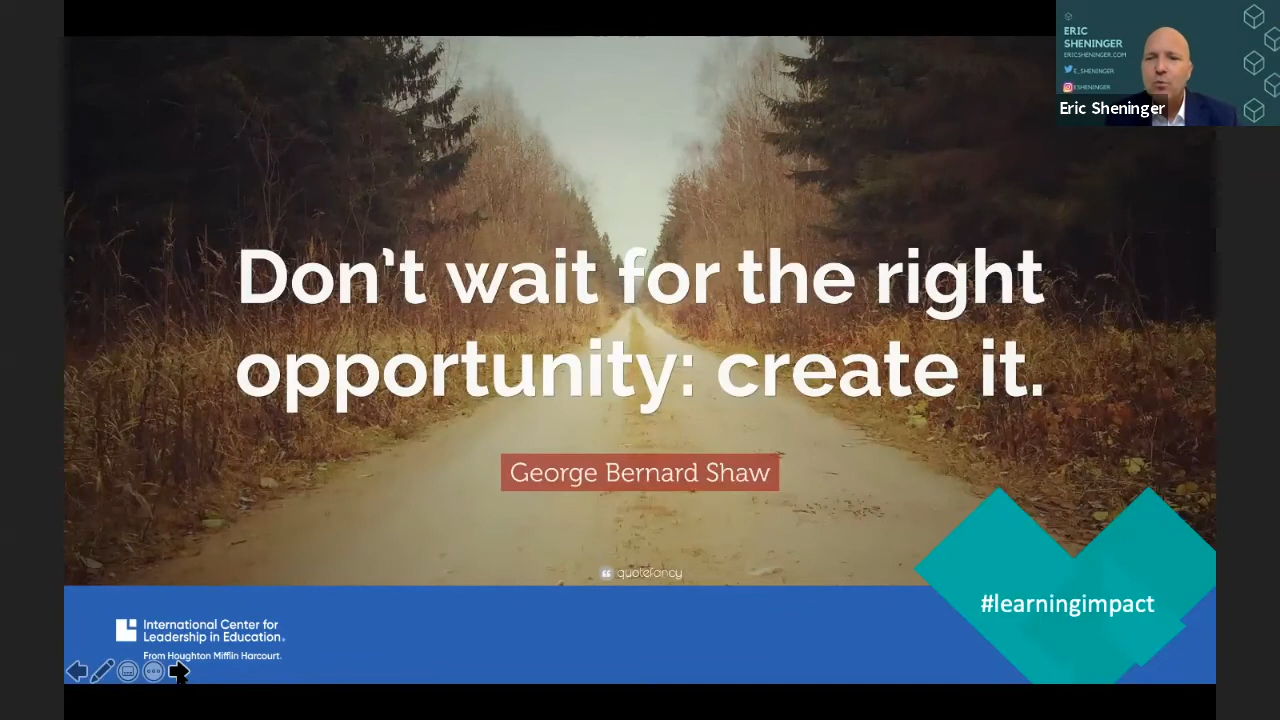 ERIC
SHENINGER
ERICSHENINGER.COM
E_SHENINGER
ESHENINGER
Eric Sheninger
Don't wait for the right
opportunity: create it.
George Bernard Shaw
quotefancy
#learningimpact
International Center for
Leadership in Education.
From Houghton Mifflin Harcourt.